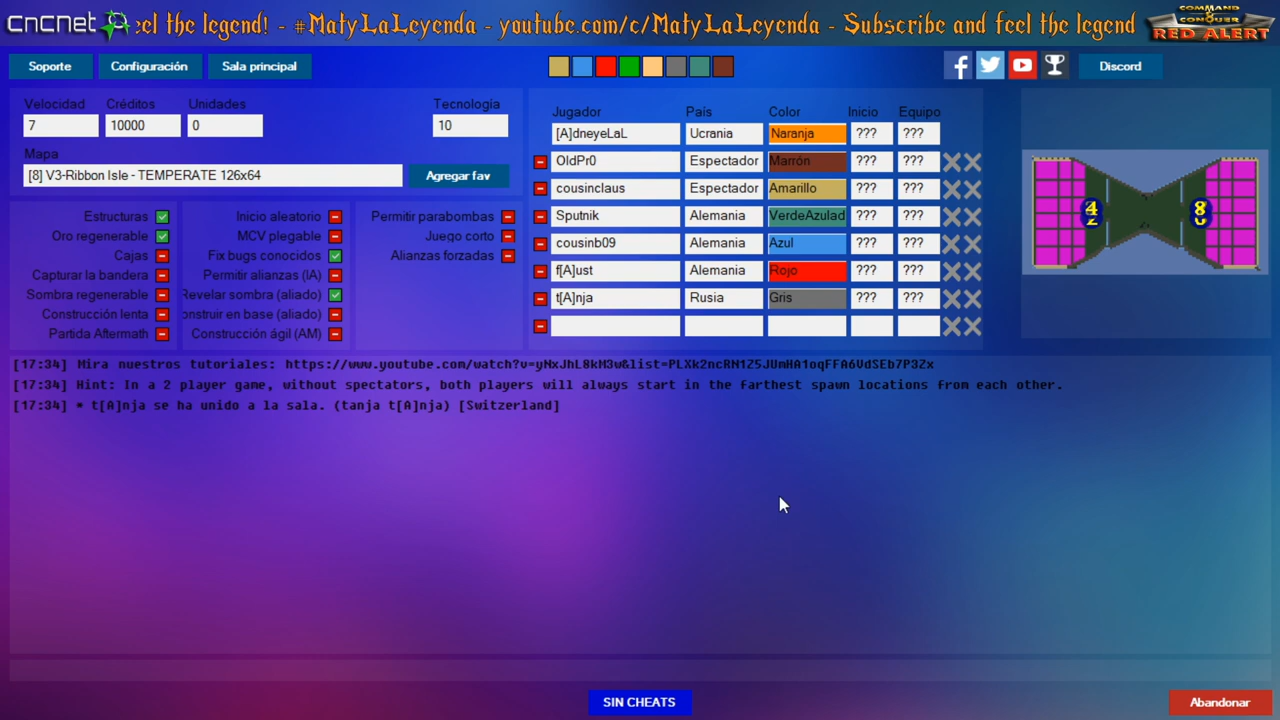 cncnet
eel the legend! - #MatyLaLeyenda - youtube.com/c/MatyLaLeyenda - Subscribe and feel the legend
COMMAND & CONQUER
RED ALERT
Soporte Configuración Sala principal Discord
Velocidad Créditos Unidades Tecnología
7 10000 0 10
Mapa
[8] V3-Ribbon Isle - TEMPERATE 126x64 Agregar fav
Estructuras Inicio aleatorio Permitir parabombas
Oro regenerable MCV plegable Juego corto
Cajas Fix bugs conocidos Alianzas forzadas
Capturar la bandera Permitir alianzas (IA)
Sombra regenerable Revelar sombra (aliado)
Construcción lenta onstruir en base (aliado)
Partida Aftermath Construcción ágil (AM)
Jugador País Color Inicio Equipo
[A]dneyeLaL Ucrania Naranja ??? ???
OldPr0 Espectador Marrón ??? ???
cousinclaus Espectador Amarillo ??? ???
Sputnik Alemania VerdeAzulad ??? ???
cousinb09 Alemania Azul ??? ???
f[A]ust Alemania Rojo ??? ???
t[A]nja Rusia Gris ??? ???
4 8
[17:34] Mira nuestros tutoriales: https://www.youtube.com/watch?v=yNxJhL8kM3w&list=PLXk2ncRN1Z5JUmHA1oqFFA6VdSEb7P3Zx
[17:34] Hint: In a 2 player game, without spectators, both players will always start in the farthest spawn locations from each other.
[17:34] * t[A]nja se ha unido a la sala. (tanja t[A]nja) [Switzerland]
SIN CHEATS
Abandonar